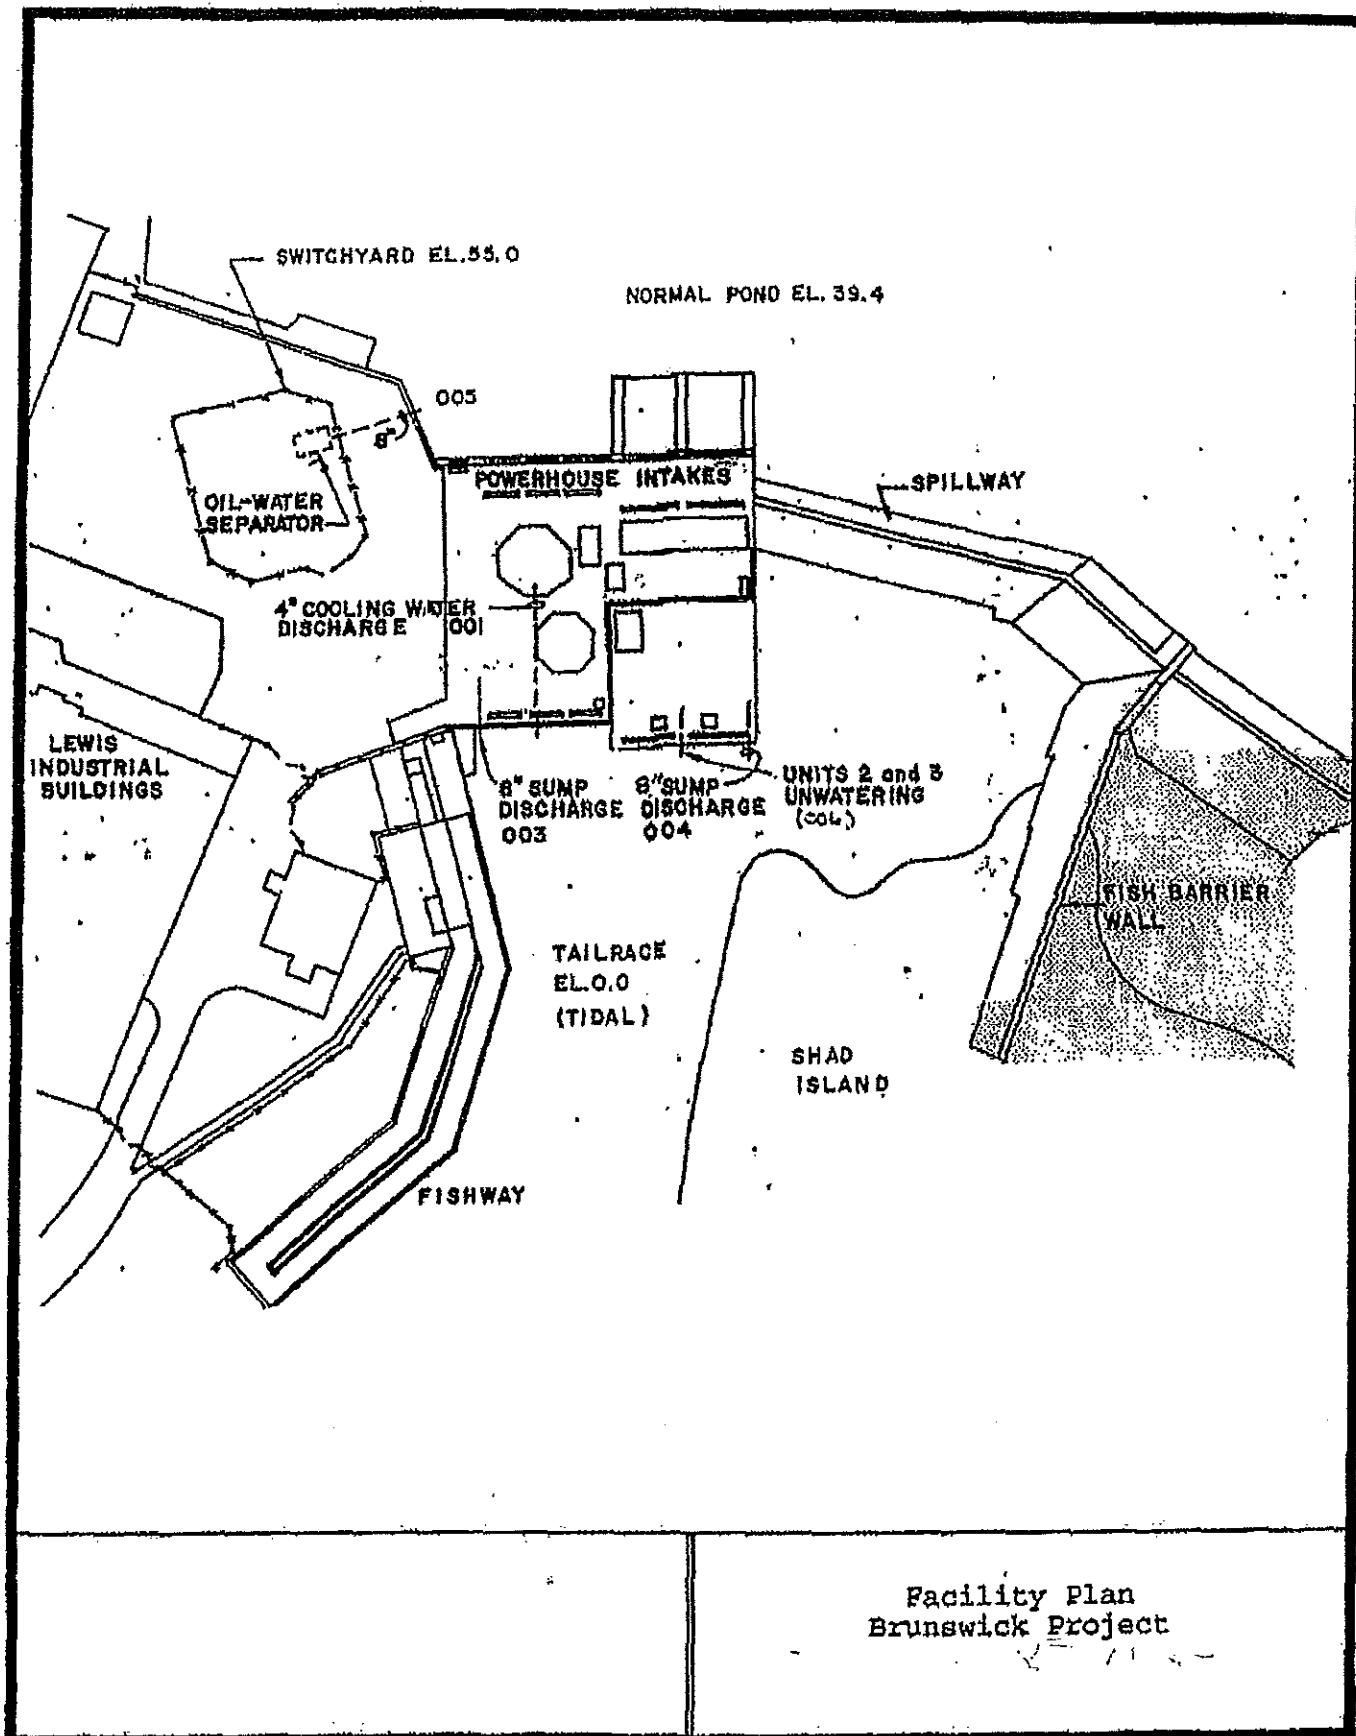 SWITCHYARD EL.55.0
NORMAL POND EL. 39.4
005
8"
POWERHOUSE INTAKES
SPILLWAY
OIL-WATER
SEPARATOR
4" COOLING WATER
DISCHARGE 001
LEWIS
INDUSTRIAL
BUILDINGS
8" SUMP
DISCHARGE
003
8" SUMP
DISCHARGE
004
UNITS 2 and 3
UNWATERING
(006)
FISH BARRIER
WALL
TAILRACE
EL.0.0
(TIDAL)
SHAD
ISLAND
FISHWAY
Facility Plan
Brunswick Project